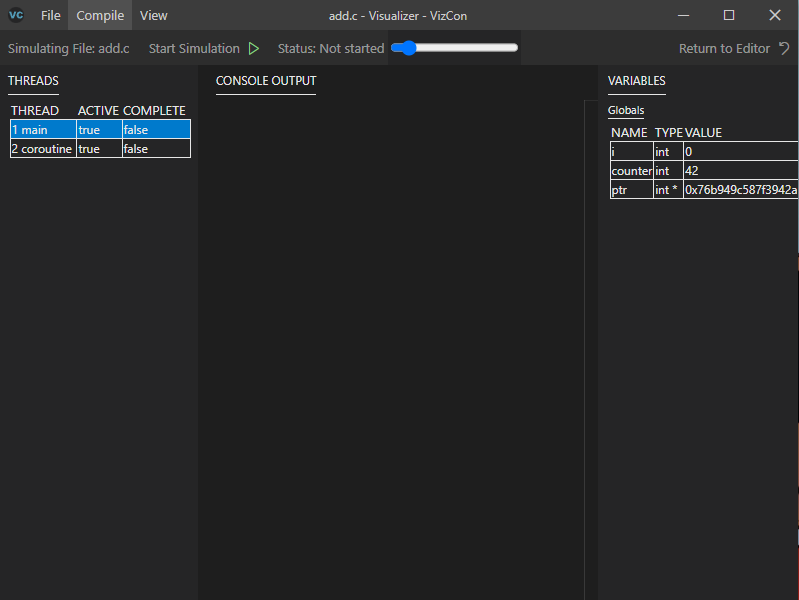 VC File Compile View add.c - Visualizer - VizCon
Simulating File: add.c Start Simulation Status: Not started Return to Editor
THREADS
THREAD ACTIVE COMPLETE
1 main true false
2 coroutine true false
CONSOLE OUTPUT
VARIABLES
Globals
NAME TYPE VALUE
i int 0
counter int 42
ptr int * 0x76b949c587f3942a